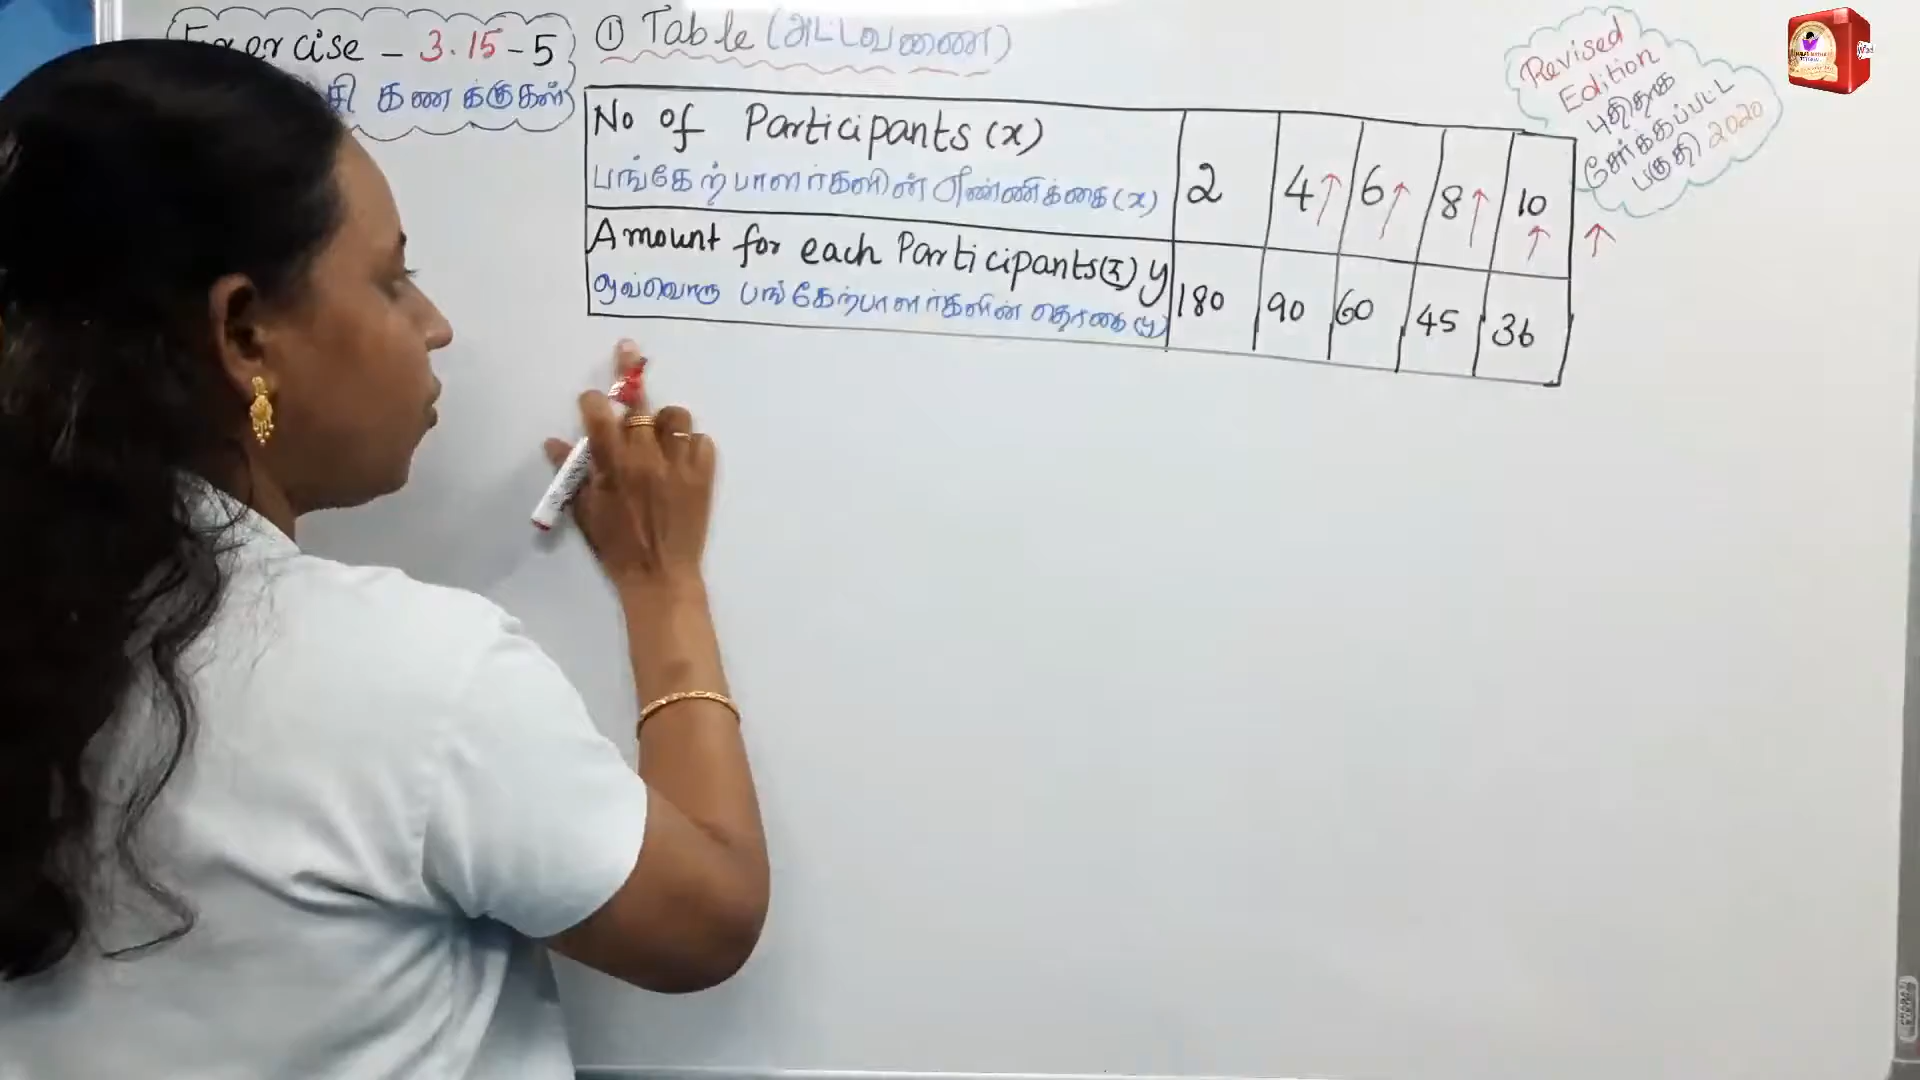 Exercise - 3.15-5
கணக்குகள்
① Table (அட்டவணை)
No of Participants (x)
பங்கேற்பாளர்களின் எண்ணிக்கை (x)
2 4↑ 6↑ 8↑ 10↑ ↑
Amount for each Participants(₹) y
ஒவ்வொரு பங்கேற்பாளர்களின் தொகை (y)
180 90 60 45 36
Revised
Edition
புதிதாக
சேர்க்கப்பட்ட
பகுதி 2020